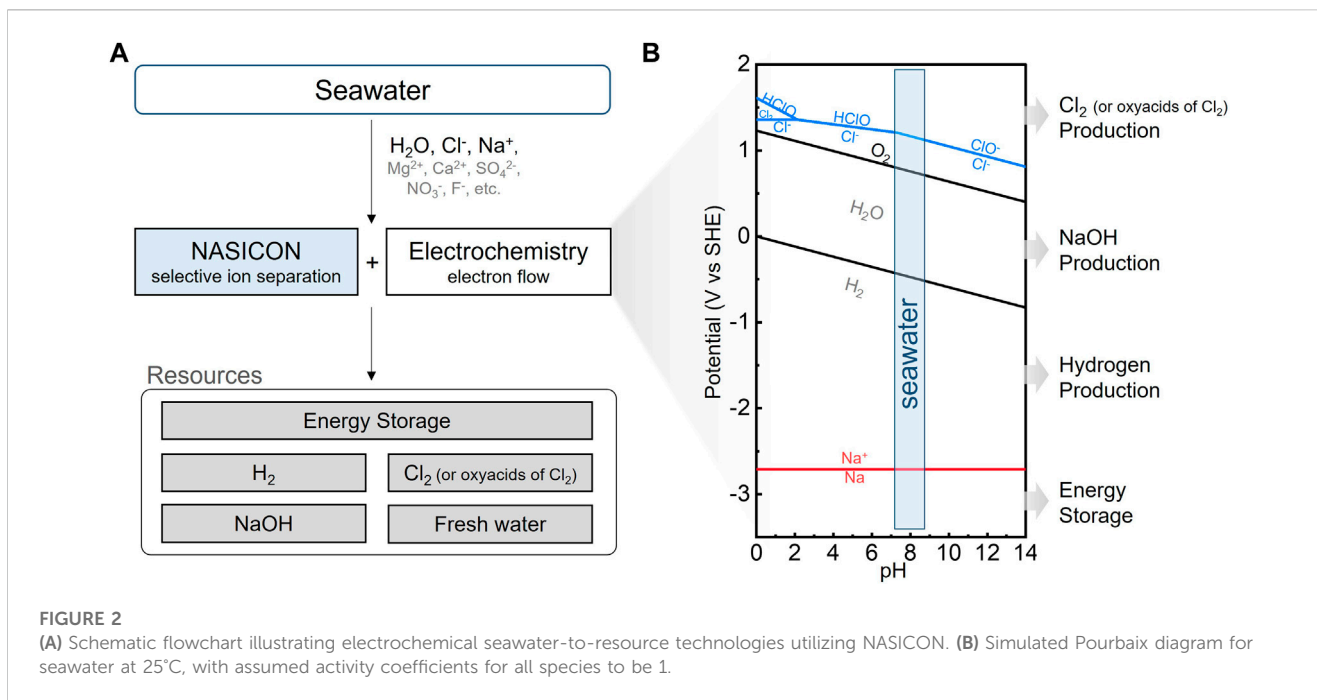 A
Seawater
H₂O, Cl⁻, Na⁺,
Mg²⁺, Ca²⁺, SO₄²⁻,
NO₃⁻, F⁻, etc.
NASICON
selective ion separation
+
Electrochemistry
electron flow
Resources
Energy Storage
H₂
Cl₂ (or oxyacids of Cl₂)
NaOH
Fresh water
B
Potential (V vs SHE)
2
1
0
-1
-2
-3
HClO
Cl₂
Cl⁻
HClO
Cl⁻
ClO⁻
Cl⁻
O₂
H₂O
H₂
seawater
Na⁺
Na
0
2
4
6
8
10
12
14
pH
Cl₂ (or oxyacids of Cl₂)
Production
NaOH
Production
Hydrogen
Production
Energy
Storage
FIGURE 2
(A) Schematic flowchart illustrating electrochemical seawater-to-resource technologies utilizing NASICON. (B) Simulated Pourbaix diagram for
seawater at 25°C, with assumed activity coefficients for all species to be 1.